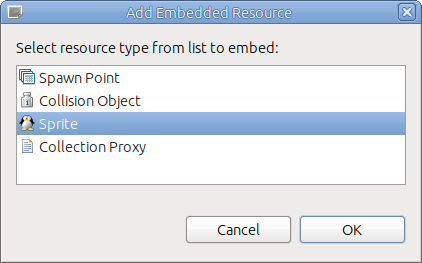 Add Embedded Resource
Select resource type from list to embed:
Spawn Point
Collision Object
Sprite
Collection Proxy
Cancel OK